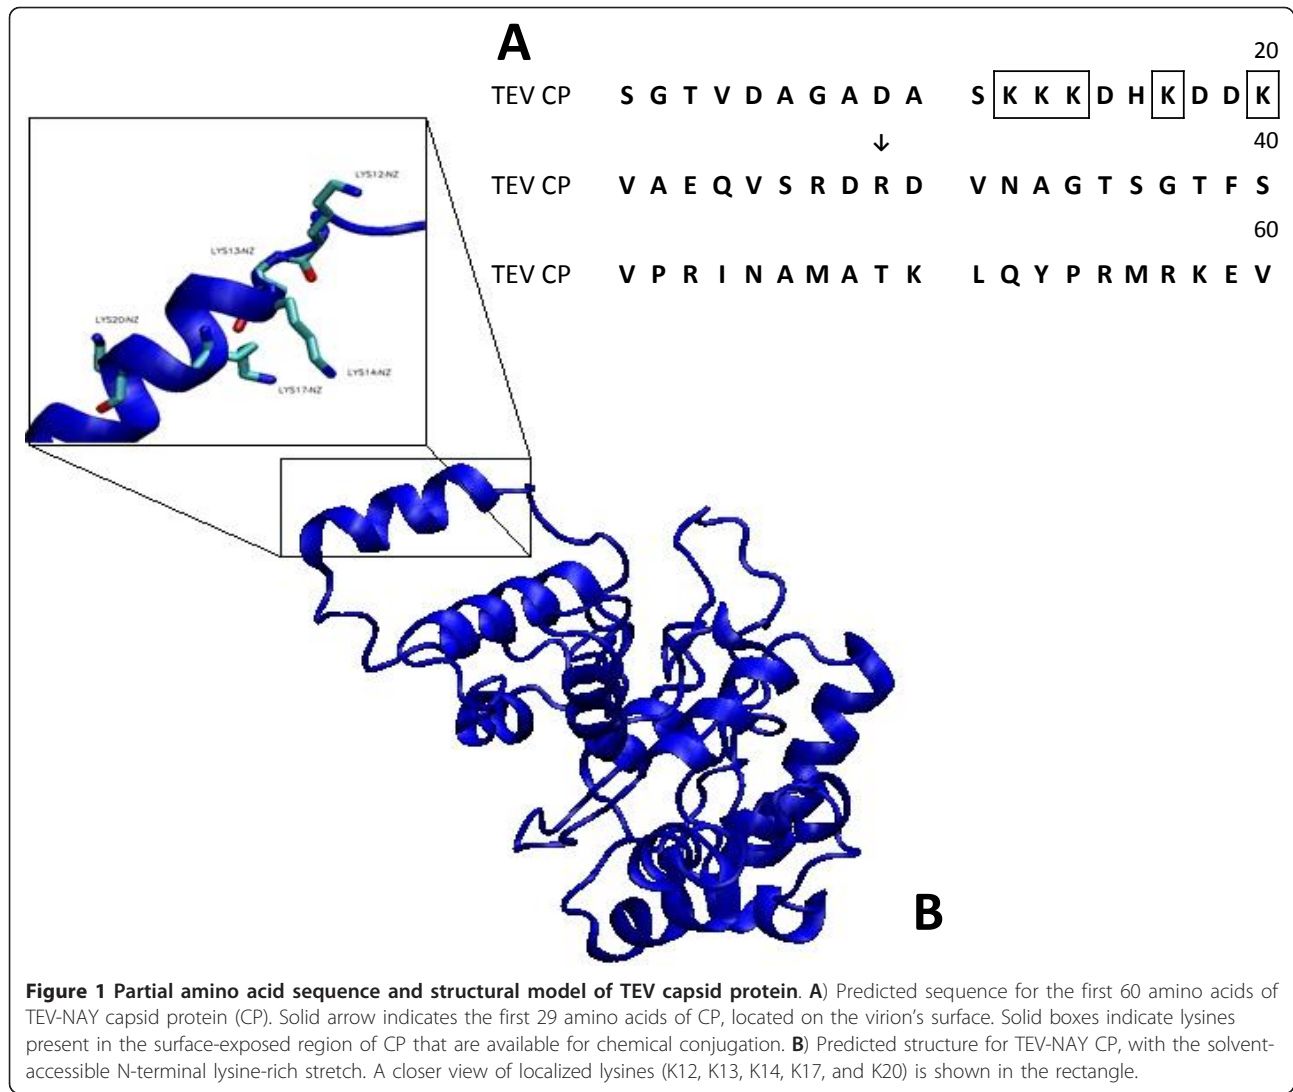 A
20
TEV CP S G T V D A G A D A S K K K D H K D D K
↓ 40
TEV CP V A E Q V S R D R D V N A G T S G T F S
60
TEV CP V P R I N A M A T K L Q Y P R M R K E V
LYS12:NZ
LYS13:NZ
LYS20:NZ
LYS14:NZ
LYS17:NZ
B
Figure 1 Partial amino acid sequence and structural model of TEV capsid protein. A) Predicted sequence for the first 60 amino acids of
TEV-NAY capsid protein (CP). Solid arrow indicates the first 29 amino acids of CP, located on the virion's surface. Solid boxes indicate lysines
present in the surface-exposed region of CP that are available for chemical conjugation. B) Predicted structure for TEV-NAY CP, with the solvent-
accessible N-terminal lysine-rich stretch. A closer view of localized lysines (K12, K13, K14, K17, and K20) is shown in the rectangle.